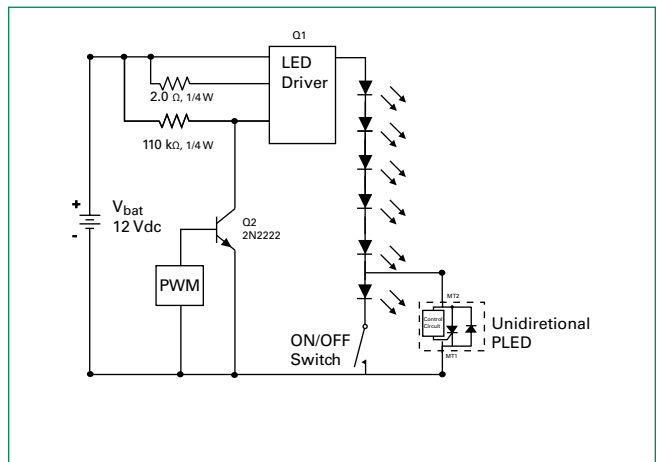 Q1
LED
Driver
2.0 Ω, 1/4 W
110 kΩ, 1/4 W
+
Vbat
12 Vdc
-
Q2
2N2222
PWM
ON/OFF
Switch
MT2
Control
Circuit
MT1
Unidiretional
PLED